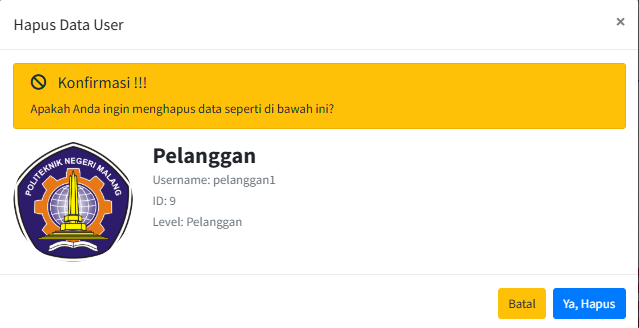 Hapus Data User
×
Konfirmasi !!!
Apakah Anda ingin menghapus data seperti di bawah ini?
POLITEKNIK NEGERI MALANG
Pelanggan
Username: pelanggan1
ID: 9
Level: Pelanggan
Batal
Ya, Hapus